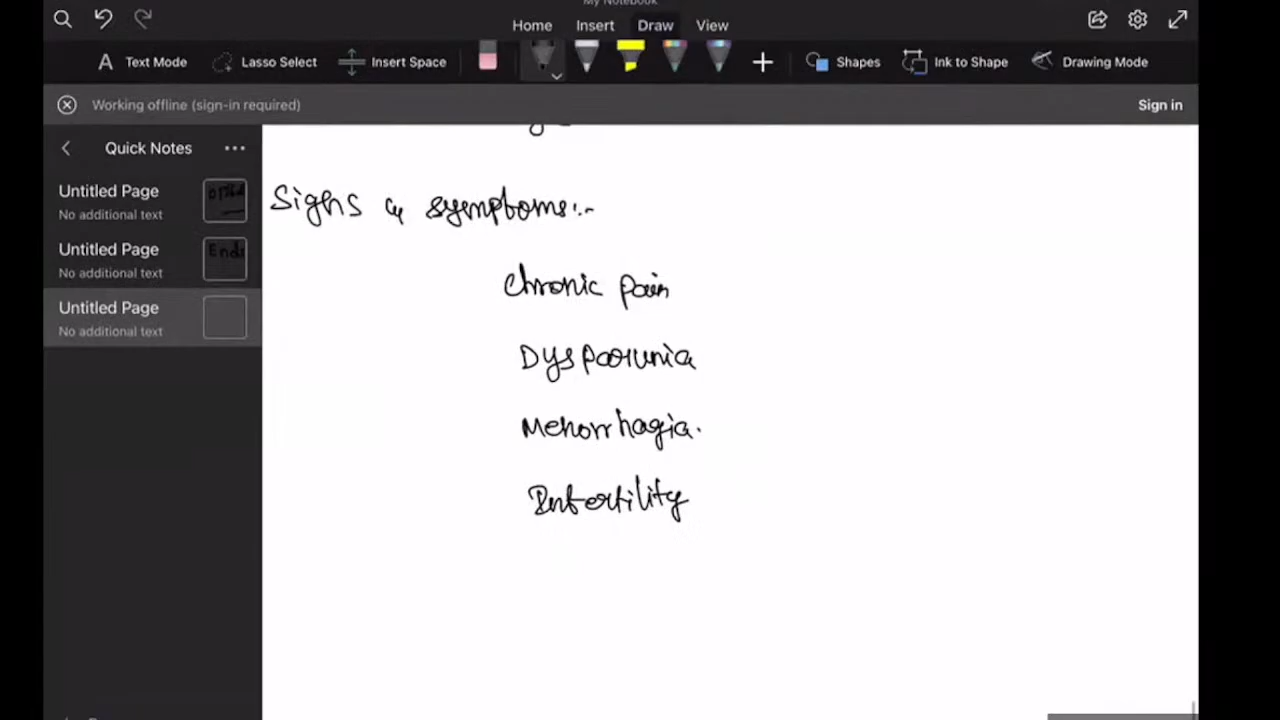 My Notebook
Home Insert Draw View
Text Mode Lasso Select Insert Space Shapes Ink to Shape Drawing Mode
Working offline (sign-in required) Sign in
Quick Notes
Untitled Page
No additional text
Untitled Page
No additional text
Untitled Page
No additional text
Signs & symptoms:-
Chronic pain
Dyspaorunia
Menorrhagia.
Infertility